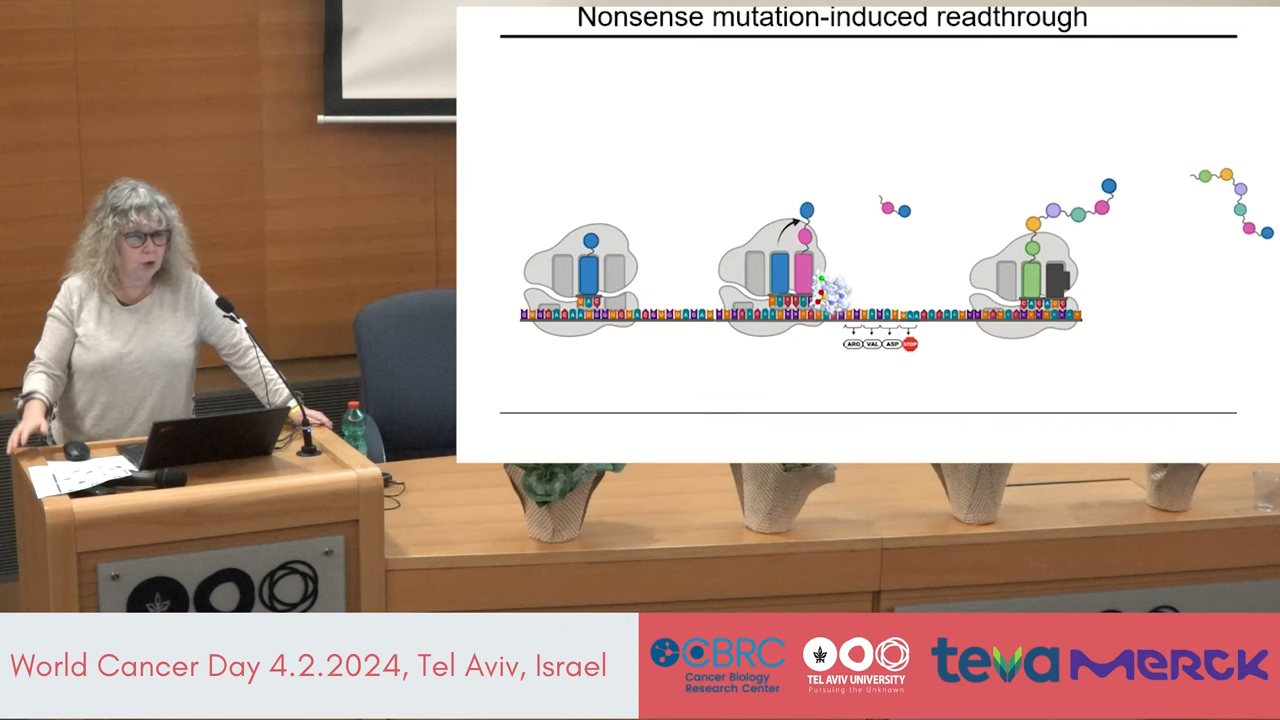 Nonsense mutation-induced readthrough
ARG VAL ASP STOP
World Cancer Day 4.2.2024, Tel Aviv, Israel
CBRC
Cancer Biology
Research Center
TEL AVIV UNIVERSITY
Pursuing the Unknown
teva
MERCK